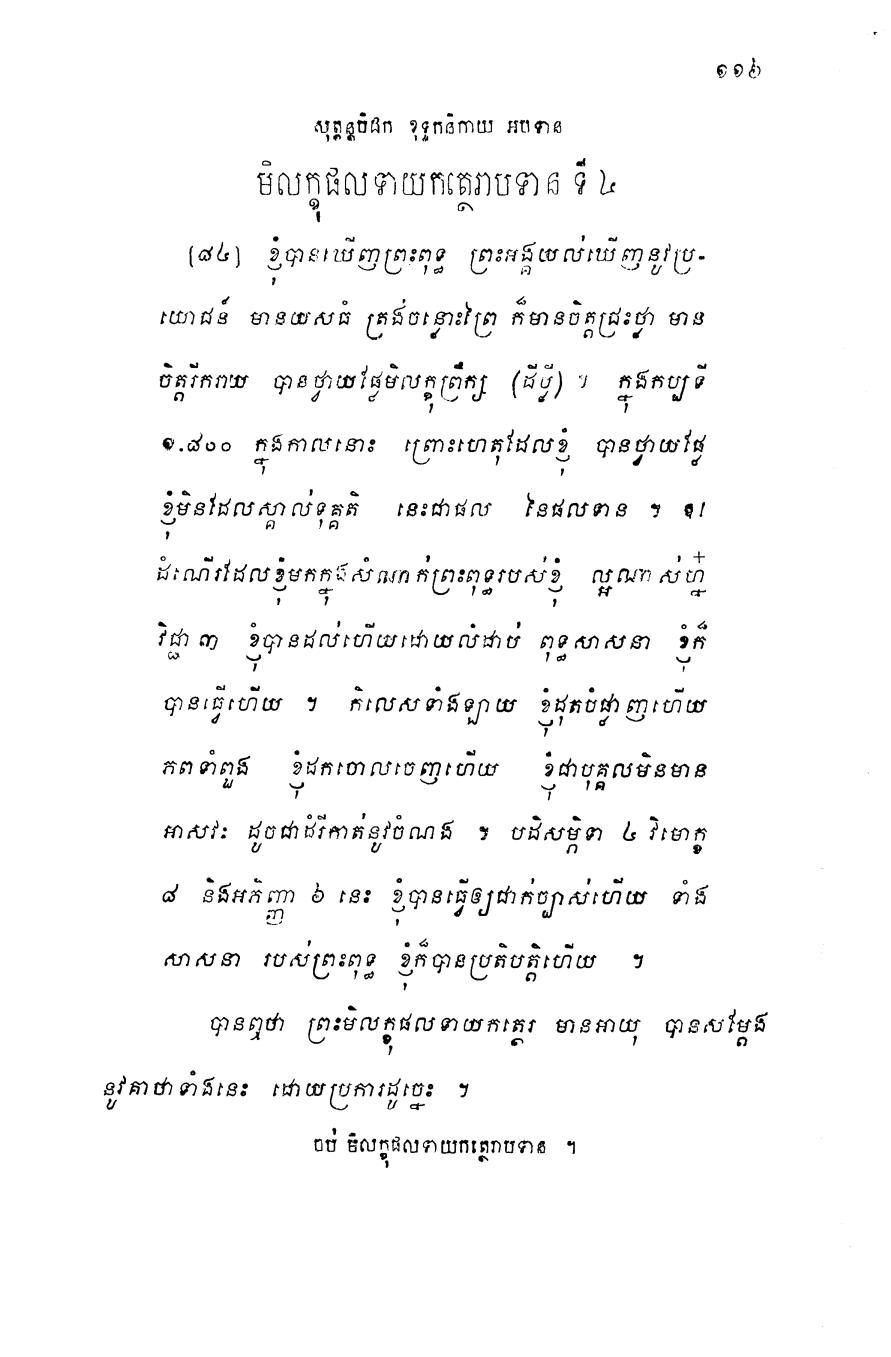 ១១៦
សុត្តន្តបិដក ខុទ្ទកនិកាយ អបទាន
មិលក្ខុផលទាយកត្ថេរាបទាន ទី ៤
[៨៤] ខ្ញុំបានឃើញព្រះពុទ្ធ ព្រះអង្គយល់ឃើញនូវប្រ-
យោជន៍ មានយសធំ ត្រង់ចន្លោះព្រៃ ក៏មានចិត្តជ្រះថ្លា មាន
ចិត្តរីករាយ បានថ្វាយផ្លែមិលក្ខុព្រឹក្ស (ដីប្លី) ។ ក្នុងកប្បទី
១.៨០០ ក្នុងកាលនោះ ព្រោះហេតុដែលខ្ញុំ បានថ្វាយផ្លែ
ខ្ញុំមិនដែលស្គាល់ទុគ្គតិ នេះជាផល នៃផលទាន ។ ឱ!
ដំណើរដែលខ្ញុំមកក្នុងសំណាក់ព្រះពុទ្ធរបស់ខ្ញុំ ល្អណាស់ហ្ន៎
វិជ្ជា ៣ ខ្ញុំបានដល់ហើយដោយលំដាប់ ពុទ្ធសាសនា ខ្ញុំក៏
បានធ្វើហើយ ។ កិលេសទាំងឡាយ ខ្ញុំដុតបំផ្លាញហើយ
ភពទាំពួង ខ្ញុំដកចោលចេញហើយ ខ្ញុំជាបុគ្គលមិនមាន
អាសវៈ ដូចជាដំរីកាត់នូវចំណង ។ បដិសម្ភិទា ៤ វិមោក្ខ
៨ និងអភិញ្ញា ៦ នេះ ខ្ញុំបានធ្វើឲ្យជាក់ច្បាស់ហើយ ទាំង
សាសនា របស់ព្រះពុទ្ធ ខ្ញុំក៏បានប្រតិបត្តិហើយ ។
បានឮថា ព្រះមិលក្ខុផលទាយកត្ថេរ មានអាយុ បានសម្តែង
នូវគាថាទាំងនេះ ដោយប្រការដូច្នេះ ។
ចប់ មិលក្ខុផលទាយកត្ថេរាបទាន ។